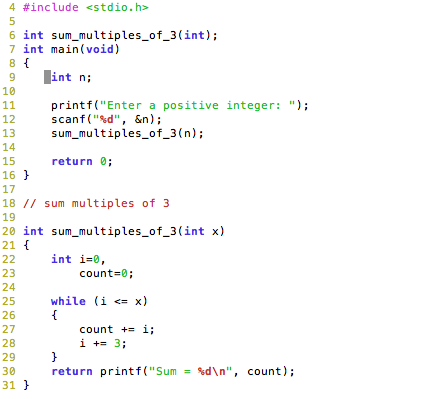 4 #include <stdio.h>
5
6 int sum_multiples_of_3(int);
7 int main(void)
8 {
9     int n;
10
11     printf("Enter a positive integer: ");
12     scanf("%d", &n);
13     sum_multiples_of_3(n);
14
15     return 0;
16 }
17
18 // sum multiples of 3
19
20 int sum_multiples_of_3(int x)
21 {
22     int i=0,
23         count=0;
24
25     while (i <= x)
26     {
27         count += i;
28         i += 3;
29     }
30     return printf("Sum = %d\n", count);
31 }